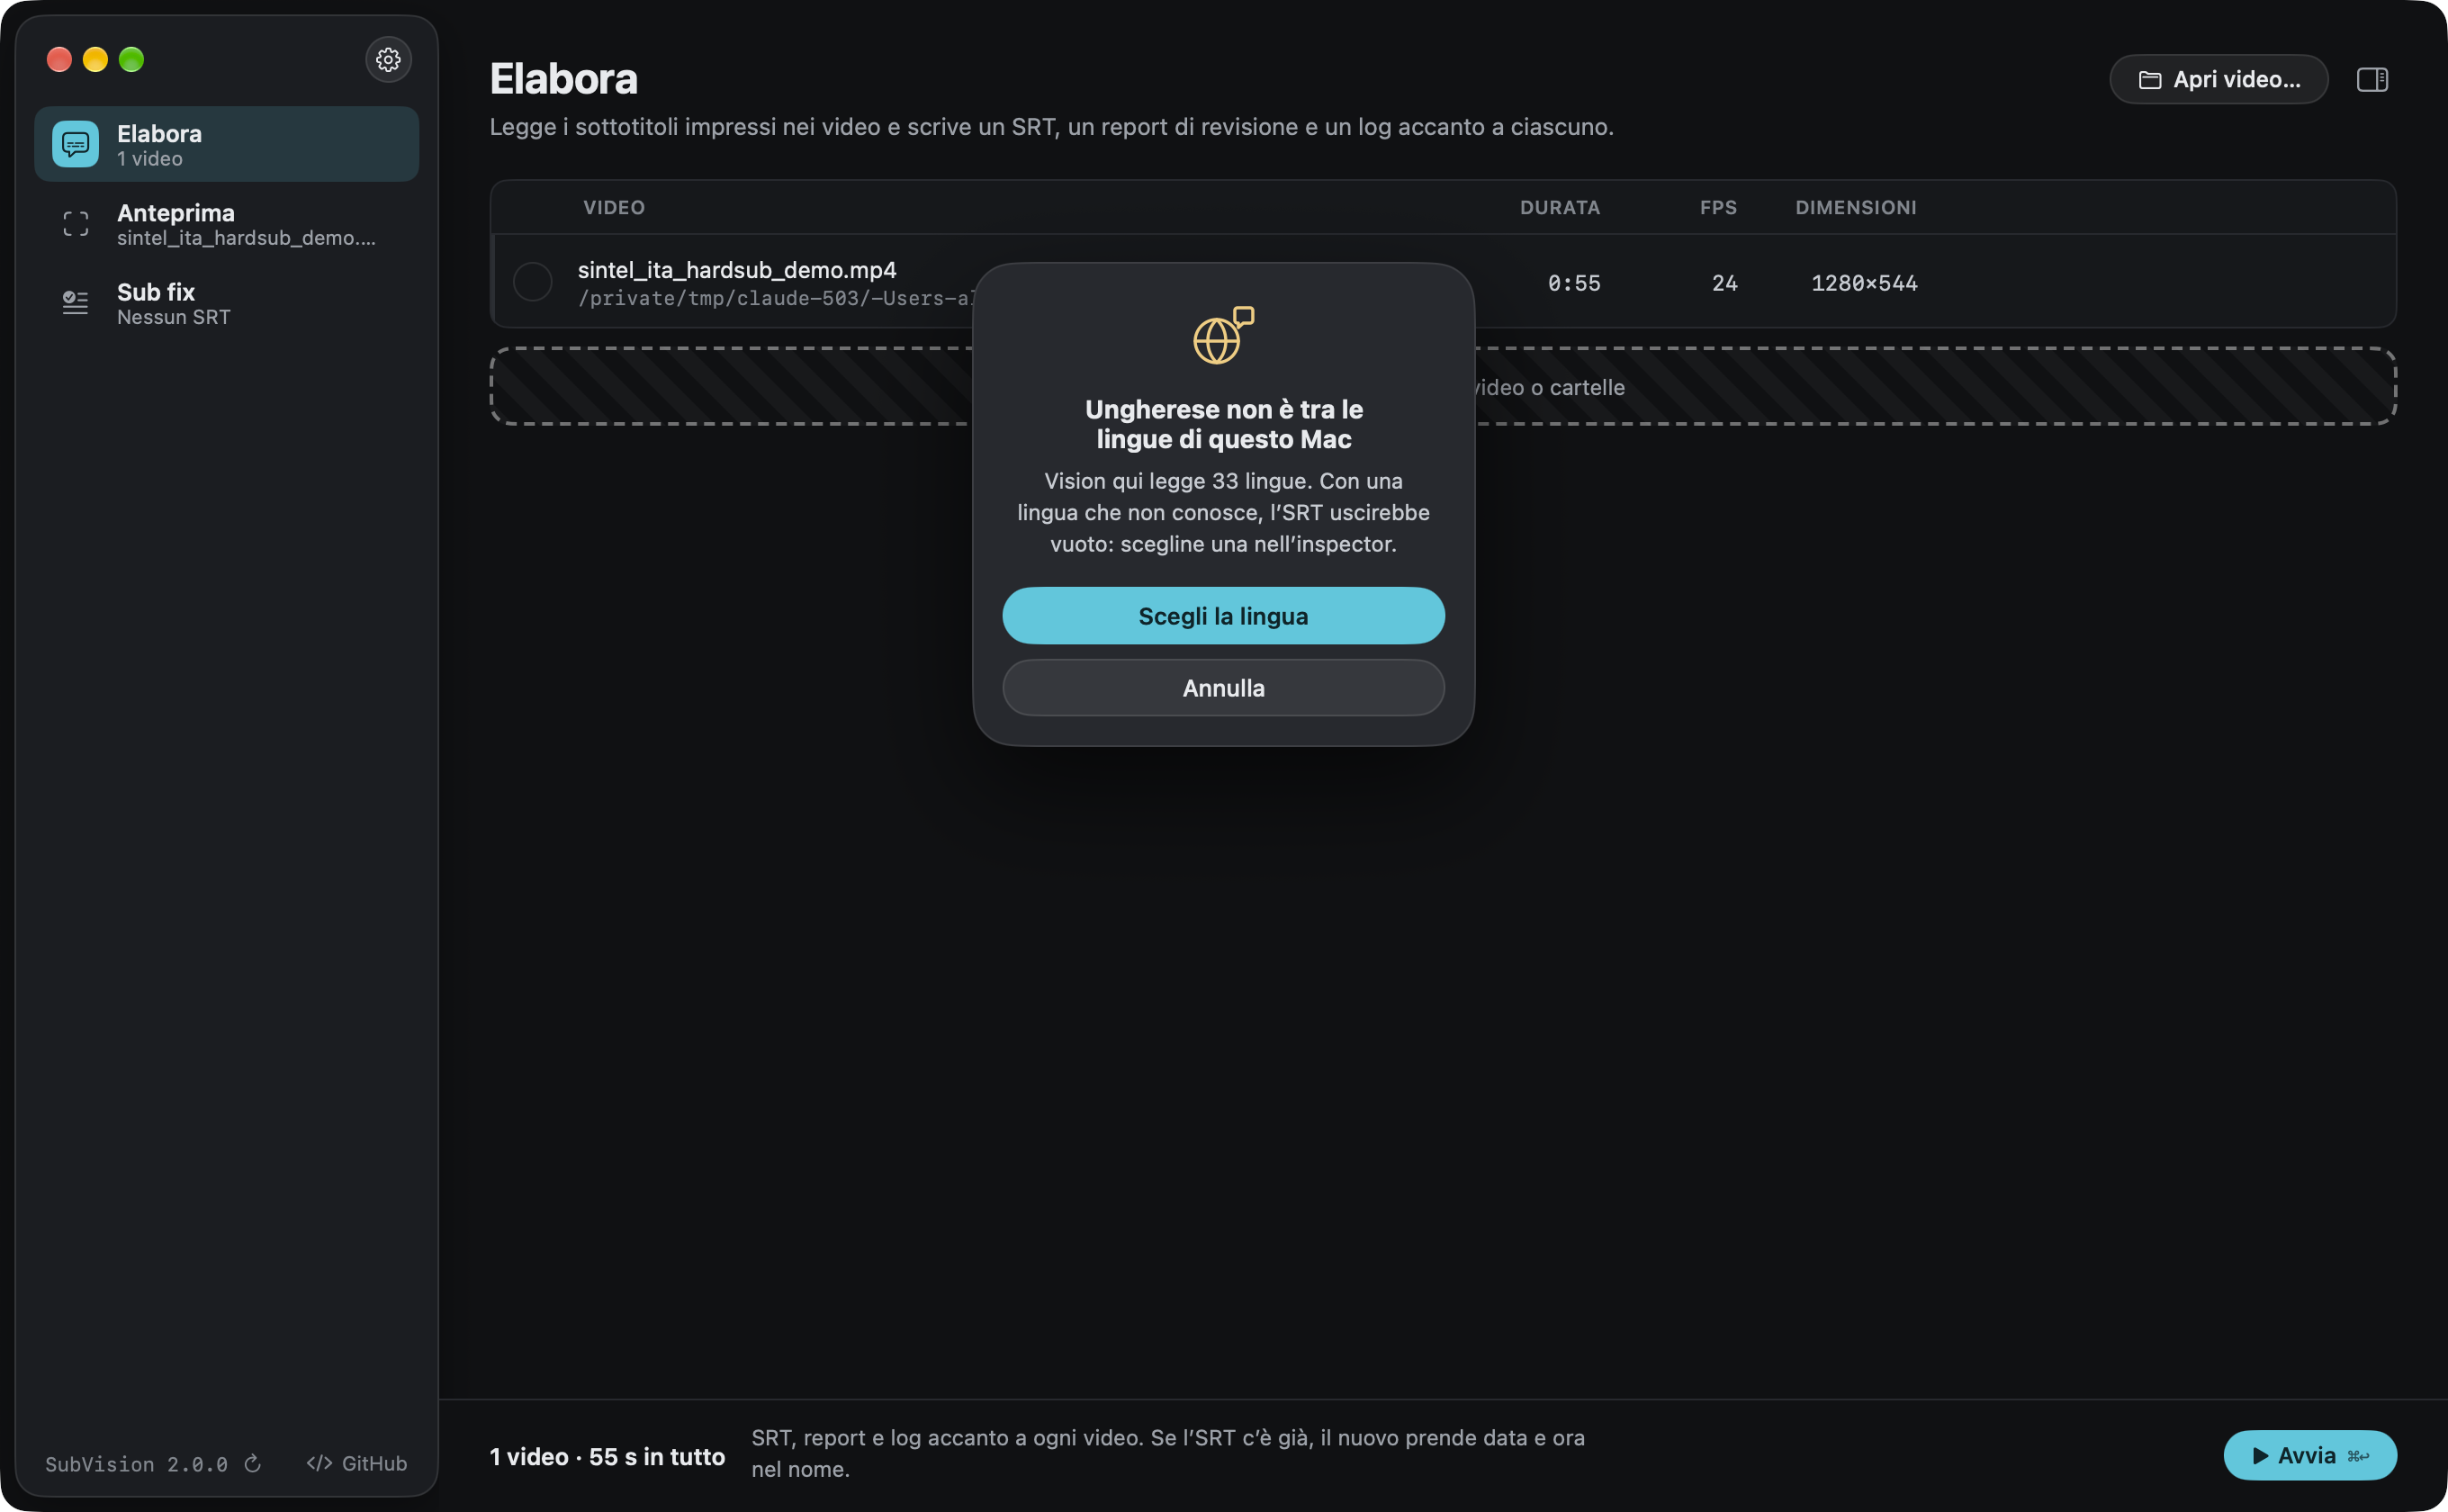 Elabora
1 video
Anteprima
sintel_ita_hardsub_demo....
Sub fix
Nessun SRT
SubVision 2.0.0
GitHub
Elabora
Apri video...
Legge i sottotitoli impressi nei video e scrive un SRT, un report di revisione e un log accanto a ciascuno.
VIDEO DURATA FPS DIMENSIONI
sintel_ita_hardsub_demo.mp4
/private/tmp/claude-503/-Users-
0:55 24 1280×544
video o cartelle
Ungherese non è tra le
lingue di questo Mac
Vision qui legge 33 lingue. Con una
lingua che non conosce, l’SRT uscirebbe
vuoto: scegline una nell’inspector.
Scegli la lingua
Annulla
1 video · 55 s in tutto
SRT, report e log accanto a ogni video. Se l’SRT c’è già, il nuovo prende data e ora
nel nome.
Avvia ⌘↩